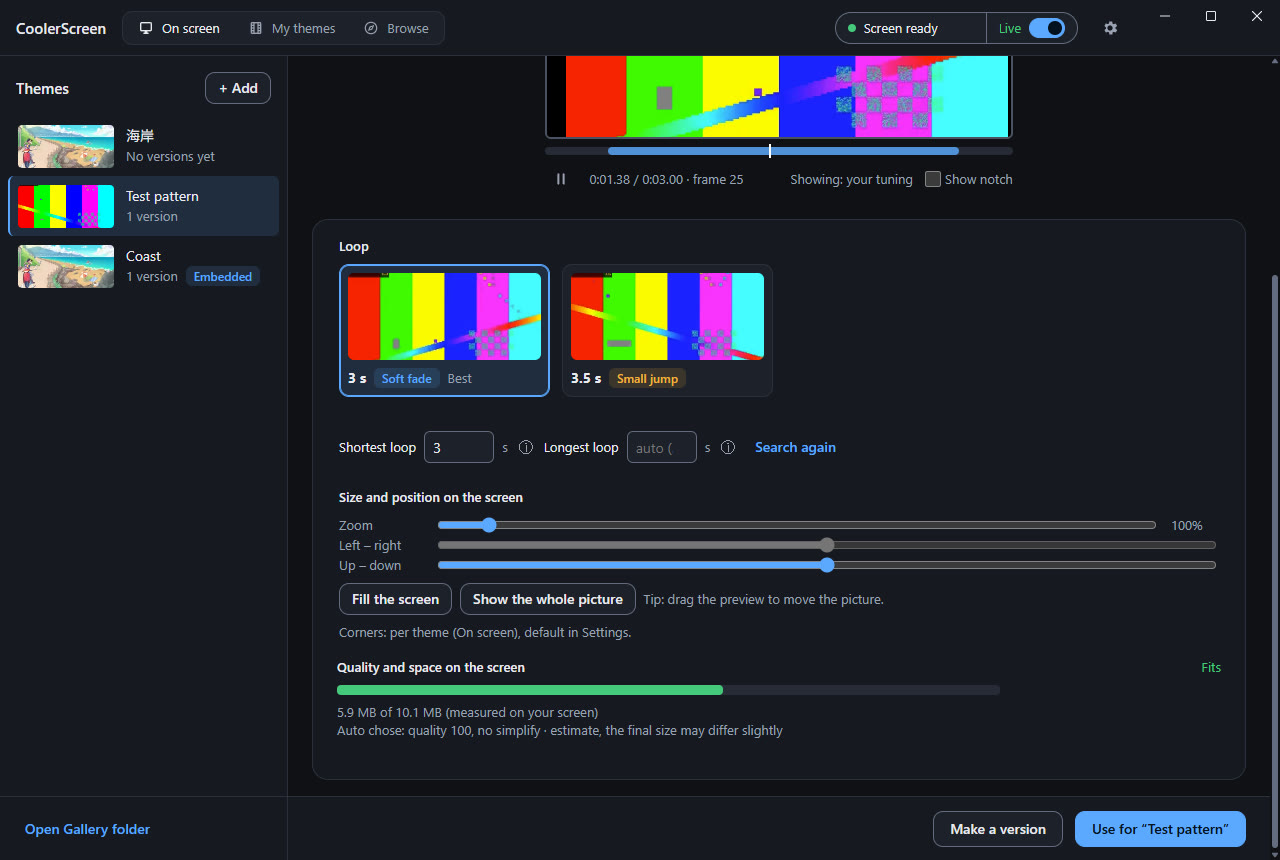 CoolerScreen
On screen
My themes
Browse
Screen ready
Live
Themes
+ Add
海岸
No versions yet
Test pattern
1 version
Coast
1 version Embedded
Open Gallery folder
0:01.38 / 0:03.00 · frame 25
Showing: your tuning
Show notch
Loop
3 s Soft fade Best
3.5 s Small jump
Shortest loop 3 s ⓘ Longest loop auto ( s ⓘ Search again
Size and position on the screen
Zoom 100%
Left – right
Up – down
Fill the screen Show the whole picture Tip: drag the preview to move the picture.
Corners: per theme (On screen), default in Settings.
Quality and space on the screen Fits
5.9 MB of 10.1 MB (measured on your screen)
Auto chose: quality 100, no simplify · estimate, the final size may differ slightly
Make a version Use for “Test pattern”